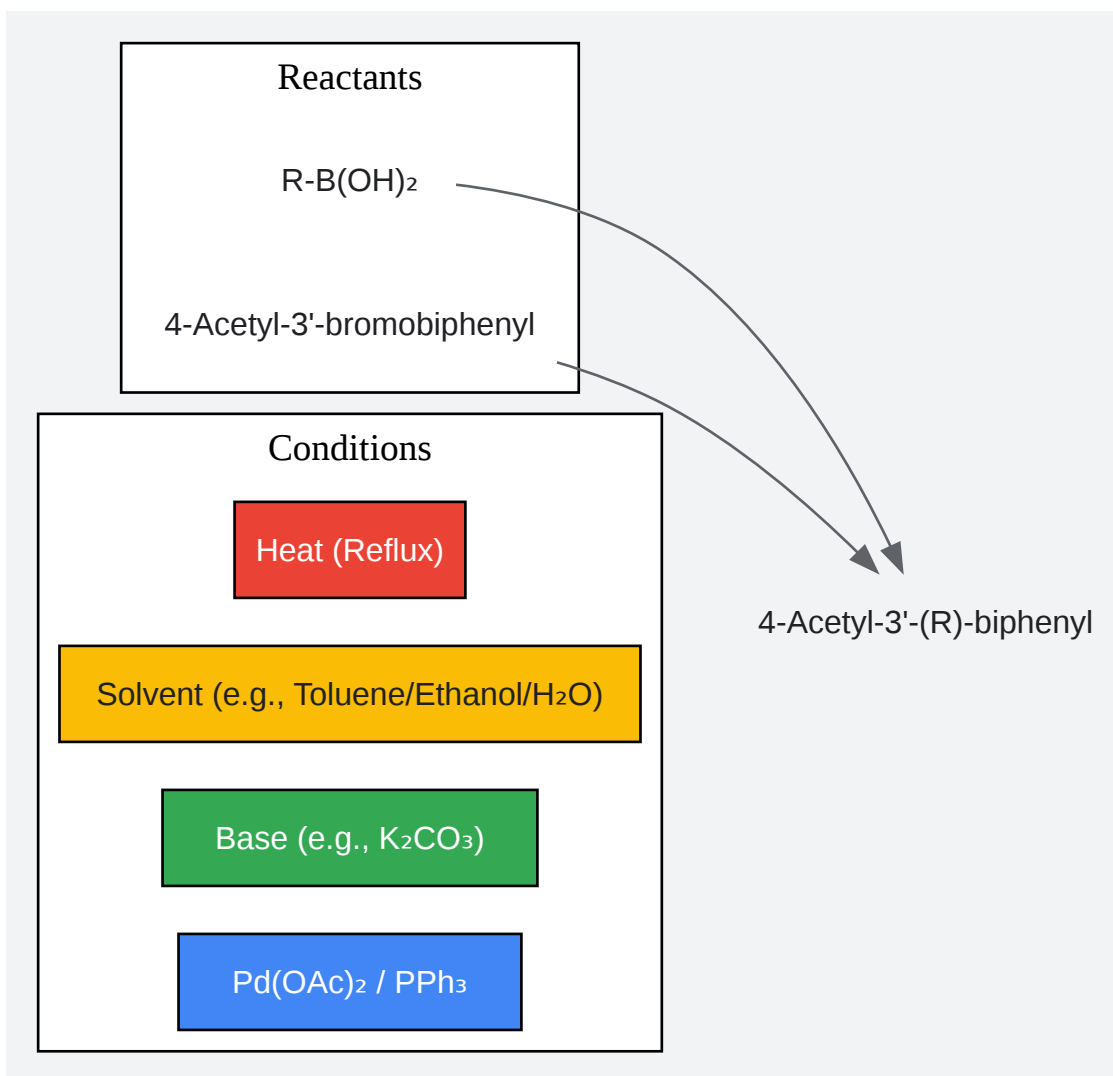 Reactants
R-B(OH)₂
4-Acetyl-3'-bromobiphenyl
Conditions
Heat (Reflux)
Solvent (e.g., Toluene/Ethanol/H₂O)
Base (e.g., K₂CO₃)
Pd(OAc)₂ / PPh₃
4-Acetyl-3'-(R)-biphenyl